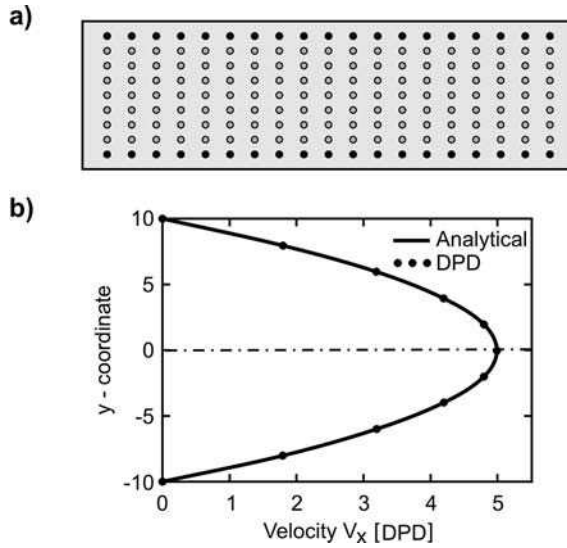 a)
b)
10
5
0
-5
-10
y - coordinate
Analytical
DPD
0 1 2 3 4 5
Velocity Vx [DPD]